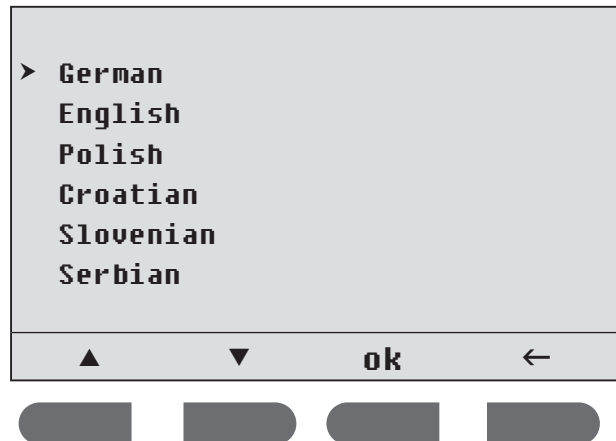 ➤ German
English
Polish
Croatian
Slovenian
Serbian
▲ ▼ ok ←